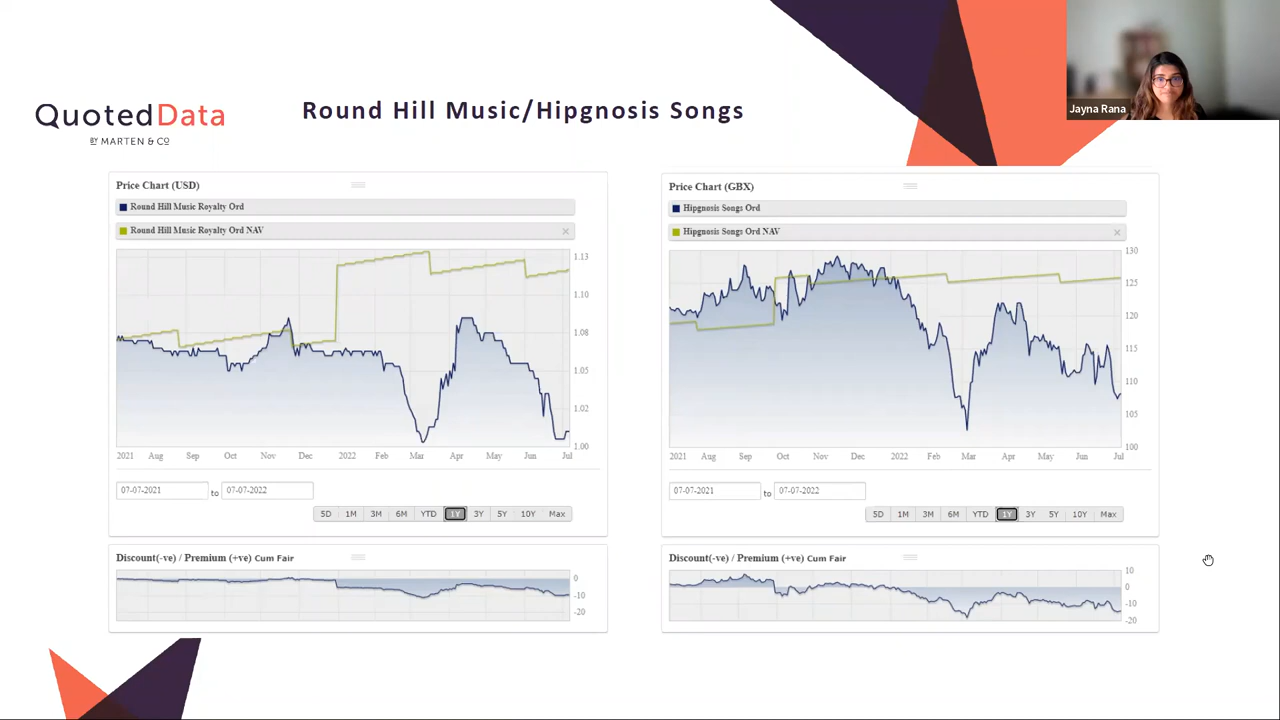 Jayna Rana
QuotedData
BY MARTEN & CO
Round Hill Music/Hipgnosis Songs
Price Chart (USD)
Round Hill Music Royalty Ord
Round Hill Music Royalty Ord NAV
1.13
1.10
1.08
1.05
1.02
1.00
2021 Aug Sep Oct Nov Dec 2022 Feb Mar Apr May Jun Jul
07-07-2021 to 07-07-2022
5D 1M 3M 6M YTD 1Y 3Y 5Y 10Y Max
Discount(-ve) / Premium (+ve) Cum Fair
0
-10
-20
Price Chart (GBX)
Hipgnosis Songs Ord
Hipgnosis Songs Ord NAV
130
125
120
115
110
105
100
2021 Aug Sep Oct Nov 2022 Feb Mar Apr May Jun Jul
07-07-2021 to 07-07-2022
5D 1M 3M 6M YTD 1Y 3Y 5Y 10Y Max
Discount(-ve) / Premium (+ve) Cum Fair
10
0
-10
-20